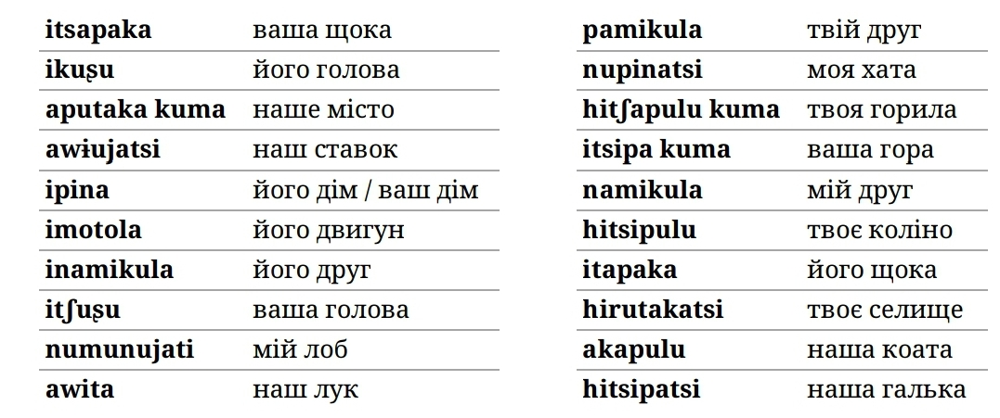 itsapaka ваша щока
ikuʂu його голова
aputaka kuma наше місто
awɨujatsi наш ставок
ipina його дім / ваш дім
imotola його двигун
inamikula його друг
itʃuʂu ваша голова
numunujati мій лоб
awita наш лук
pamikula твій друг
nupinatsi моя хата
hitʃapulu kuma твоя горила
itsipa kuma ваша гора
namikula мій друг
hitsipulu твоє коліно
itapaka його щока
hirutakatsi твоє селище
akapulu наша коата
hitsipatsi наша галька